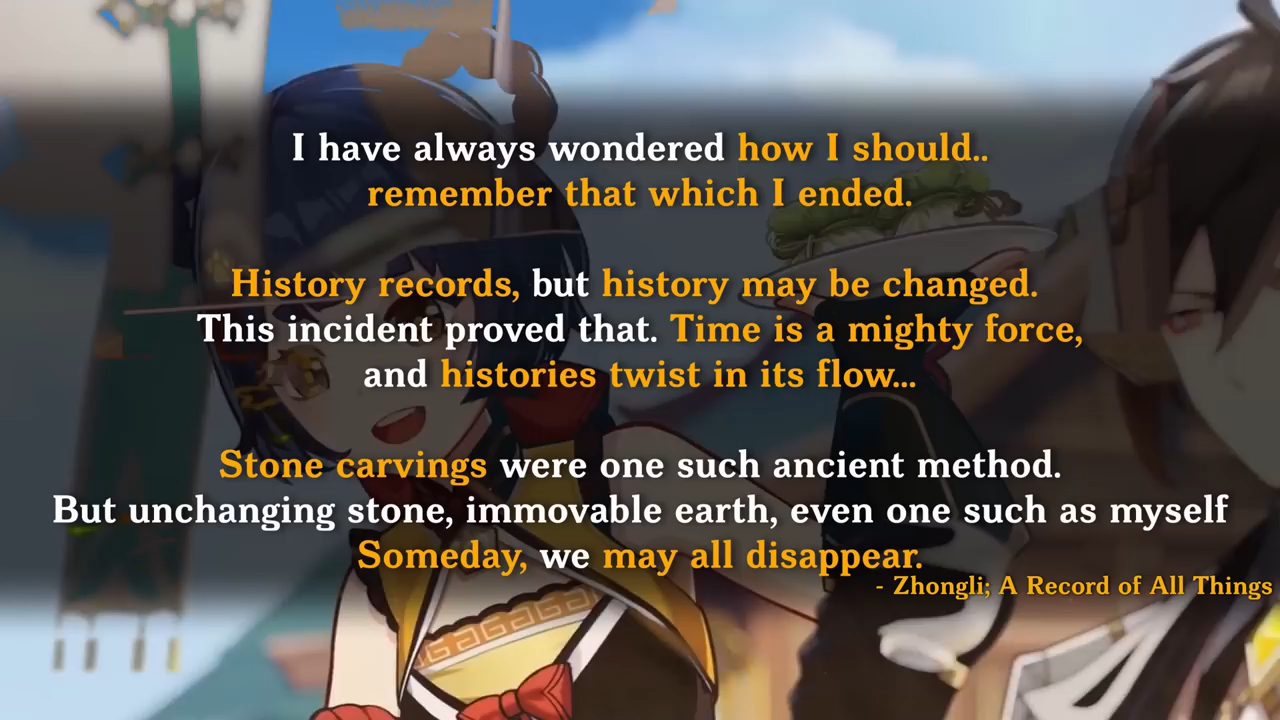 I have always wondered how I should..
remember that which I ended.
History records, but history may be changed.
This incident proved that. Time is a mighty force,
and histories twist in its flow...
Stone carvings were one such ancient method.
But unchanging stone, immovable earth, even one such as myself
Someday, we may all disappear.
- Zhongli; A Record of All Things